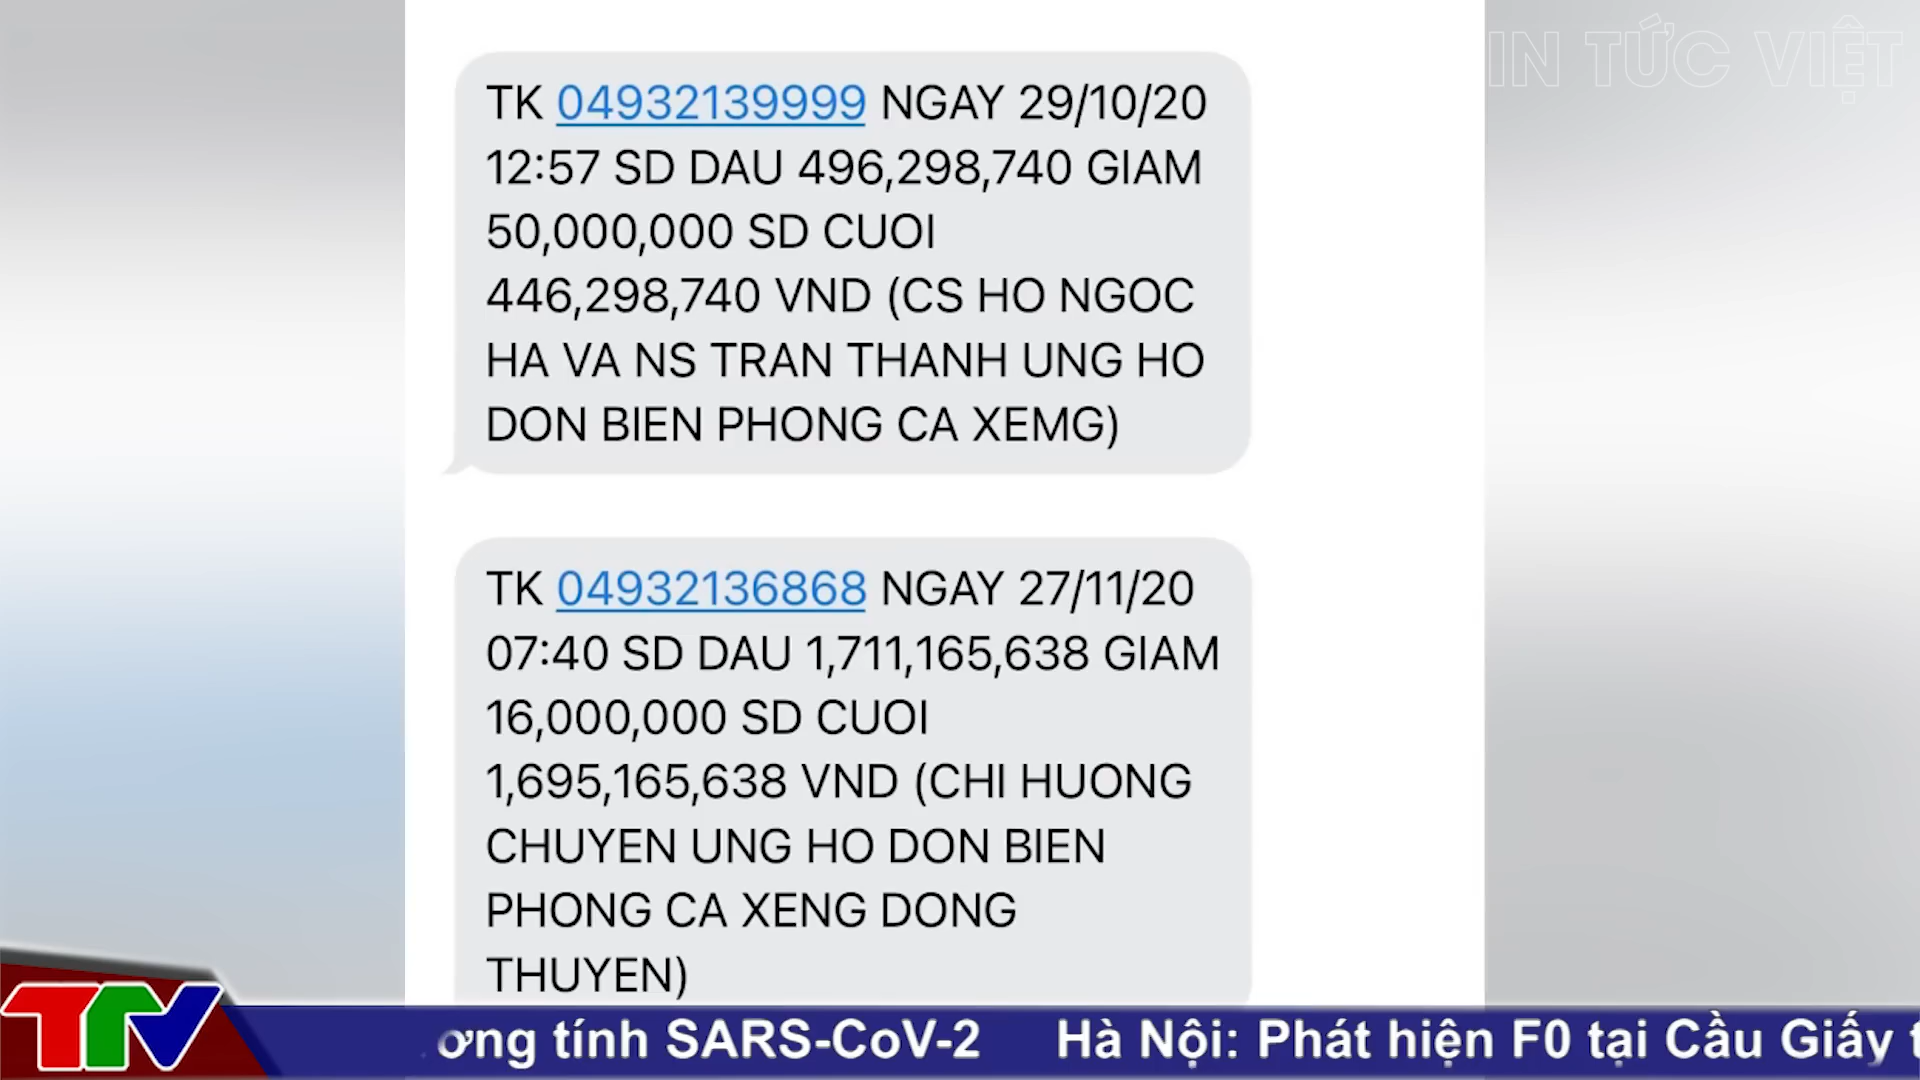 IN TỨC VIỆT
TK 04932139999 NGAY 29/10/20
12:57 SD DAU 496,298,740 GIAM
50,000,000 SD CUOI
446,298,740 VND (CS HO NGOC
HA VA NS TRAN THANH UNG HO
DON BIEN PHONG CA XEMG)
TK 04932136868 NGAY 27/11/20
07:40 SD DAU 1,711,165,638 GIAM
16,000,000 SD CUOI
1,695,165,638 VND (CHI HUONG
CHUYEN UNG HO DON BIEN
PHONG CA XENG DONG
THUYEN)
TTV
ơng tính SARS-CoV-2 Hà Nội: Phát hiện F0 tại Cầu Giấy t